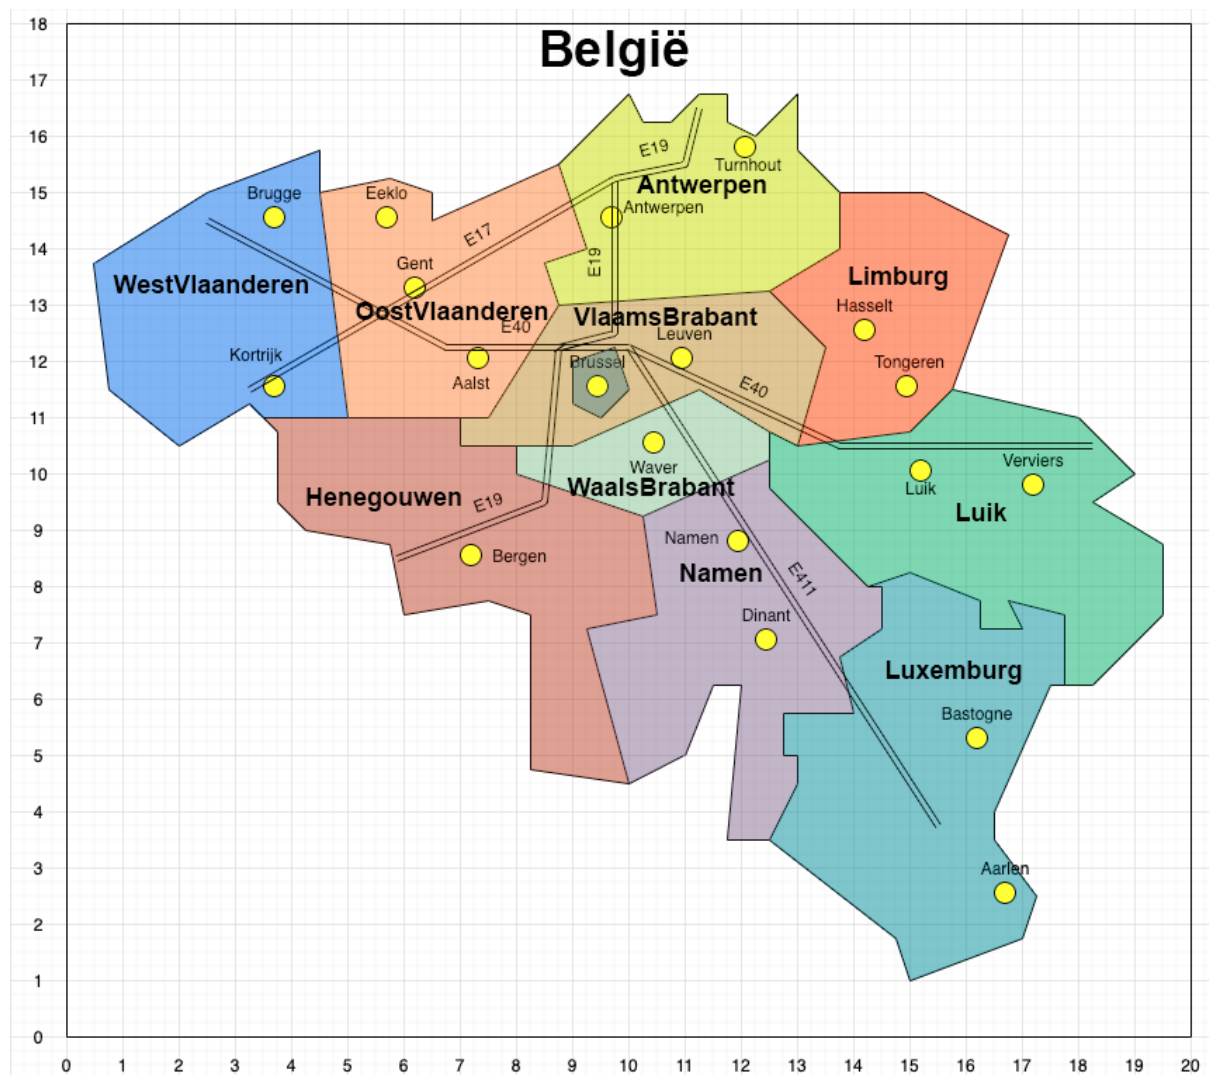 België
18
17
16
15
14
13
12
11
10
9
8
7
6
5
4
3
2
1
0
E19
Turnhout
Antwerpen
Brugge
Eeklo
Antwerpen
E17
Gent
E19
WestVlaanderen
Limburg
OostVlaanderen
VlaamsBrabant
Hasselt
E40
Leuven
Kortrijk
Aalst
Brussel
Tongeren
E40
Waver
Verviers
WaalsBrabant
Luik
Henegouwen
E19
Luik
Namen
Bergen
Namen
E411
Dinant
Luxemburg
Bastogne
Aarlen
0 1 2 3 4 5 6 7 8 9 10 11 12 13 14 15 16 17 18 19 20